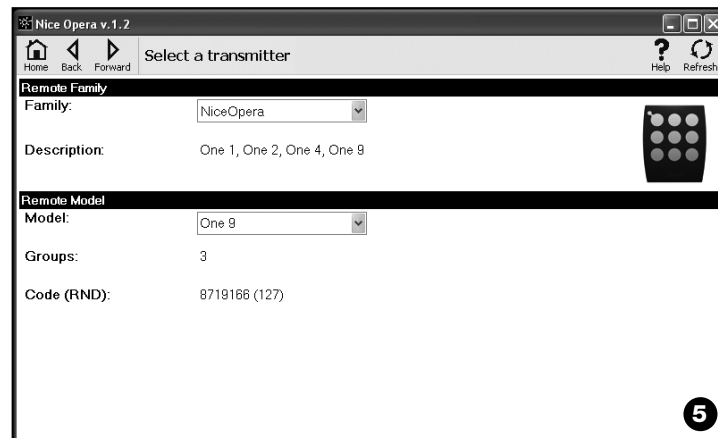 Nice Opera v.1.2
Home Back Forward Select a transmitter Help Refresh
Remote Family
Family: NiceOpera
Description: One 1, One 2, One 4, One 9
Remote Model
Model: One 9
Groups: 3
Code (RND): 8719166 (127)
5